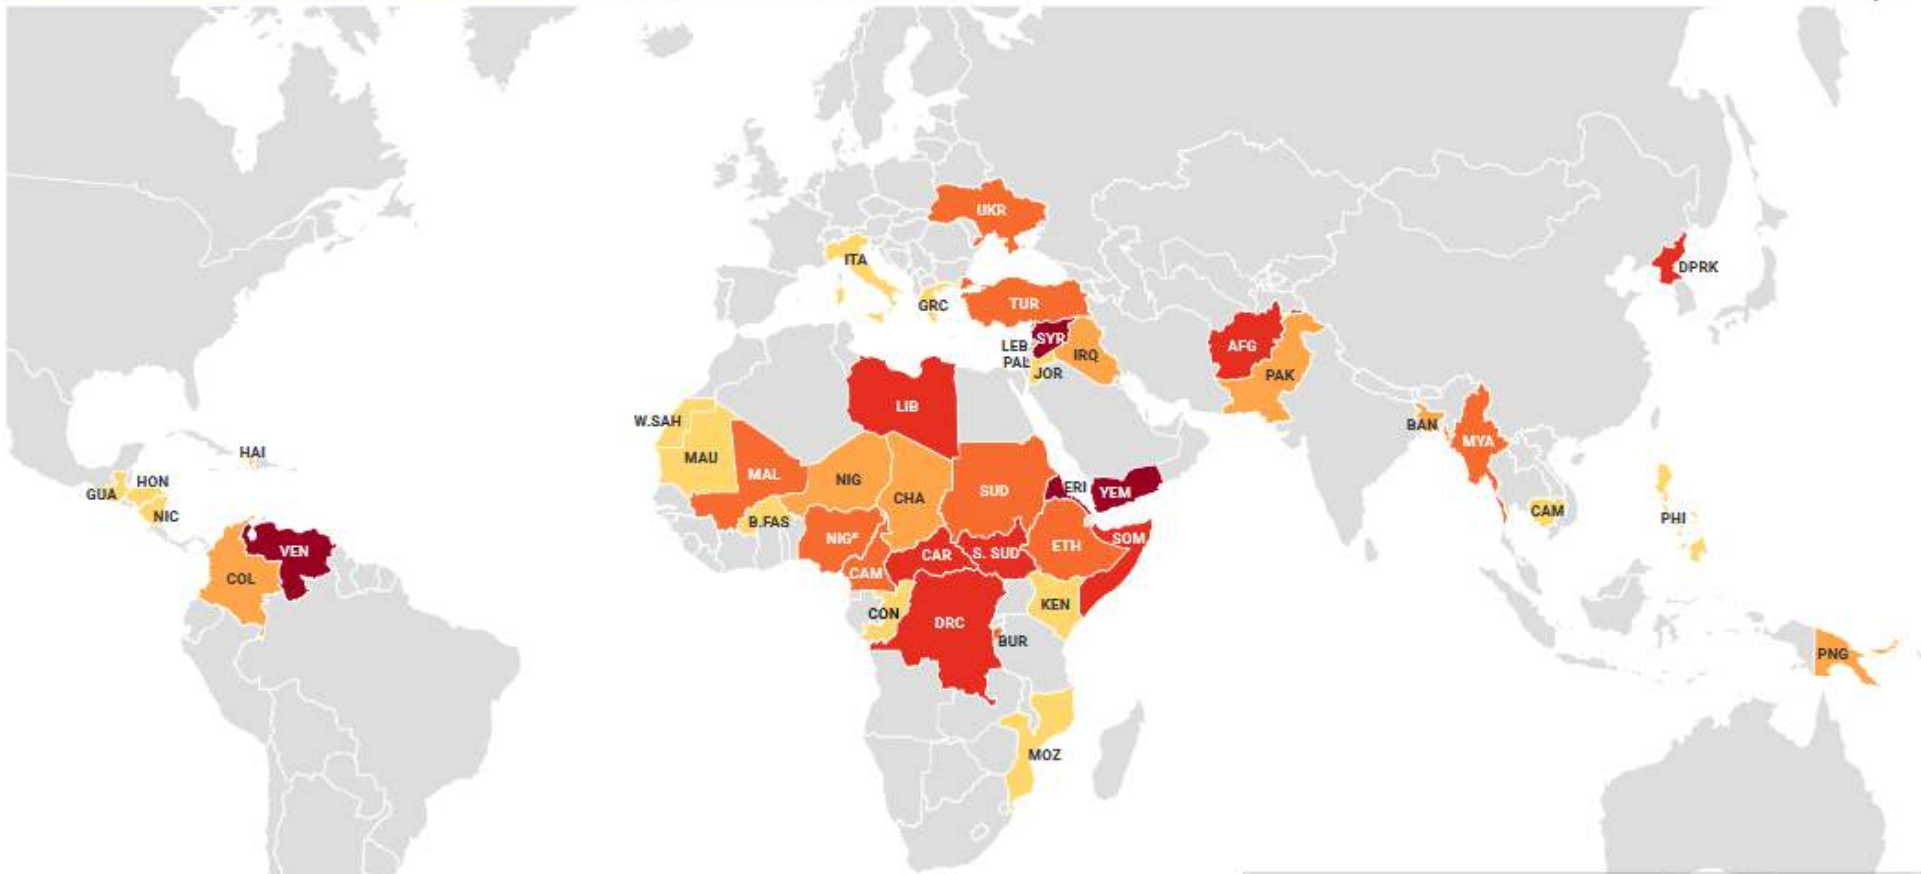 UKR
ITA
DPRK
GRC
TUR
SYR
LEB
AFG
IRQ
PAL
JOR
PAK
LIB
W.SAH
BAN
MYA
HAI
MAU
MAL
NIG
HON
GUA
CHA
SUD
ERI
YEM
CAM
NIC
B.FAS
PHI
NIG*
ETH
SOM
VEN
CAR
S. SUD
CAM
COL
CON
DRC
KEN
BUR
PNG
MOZ